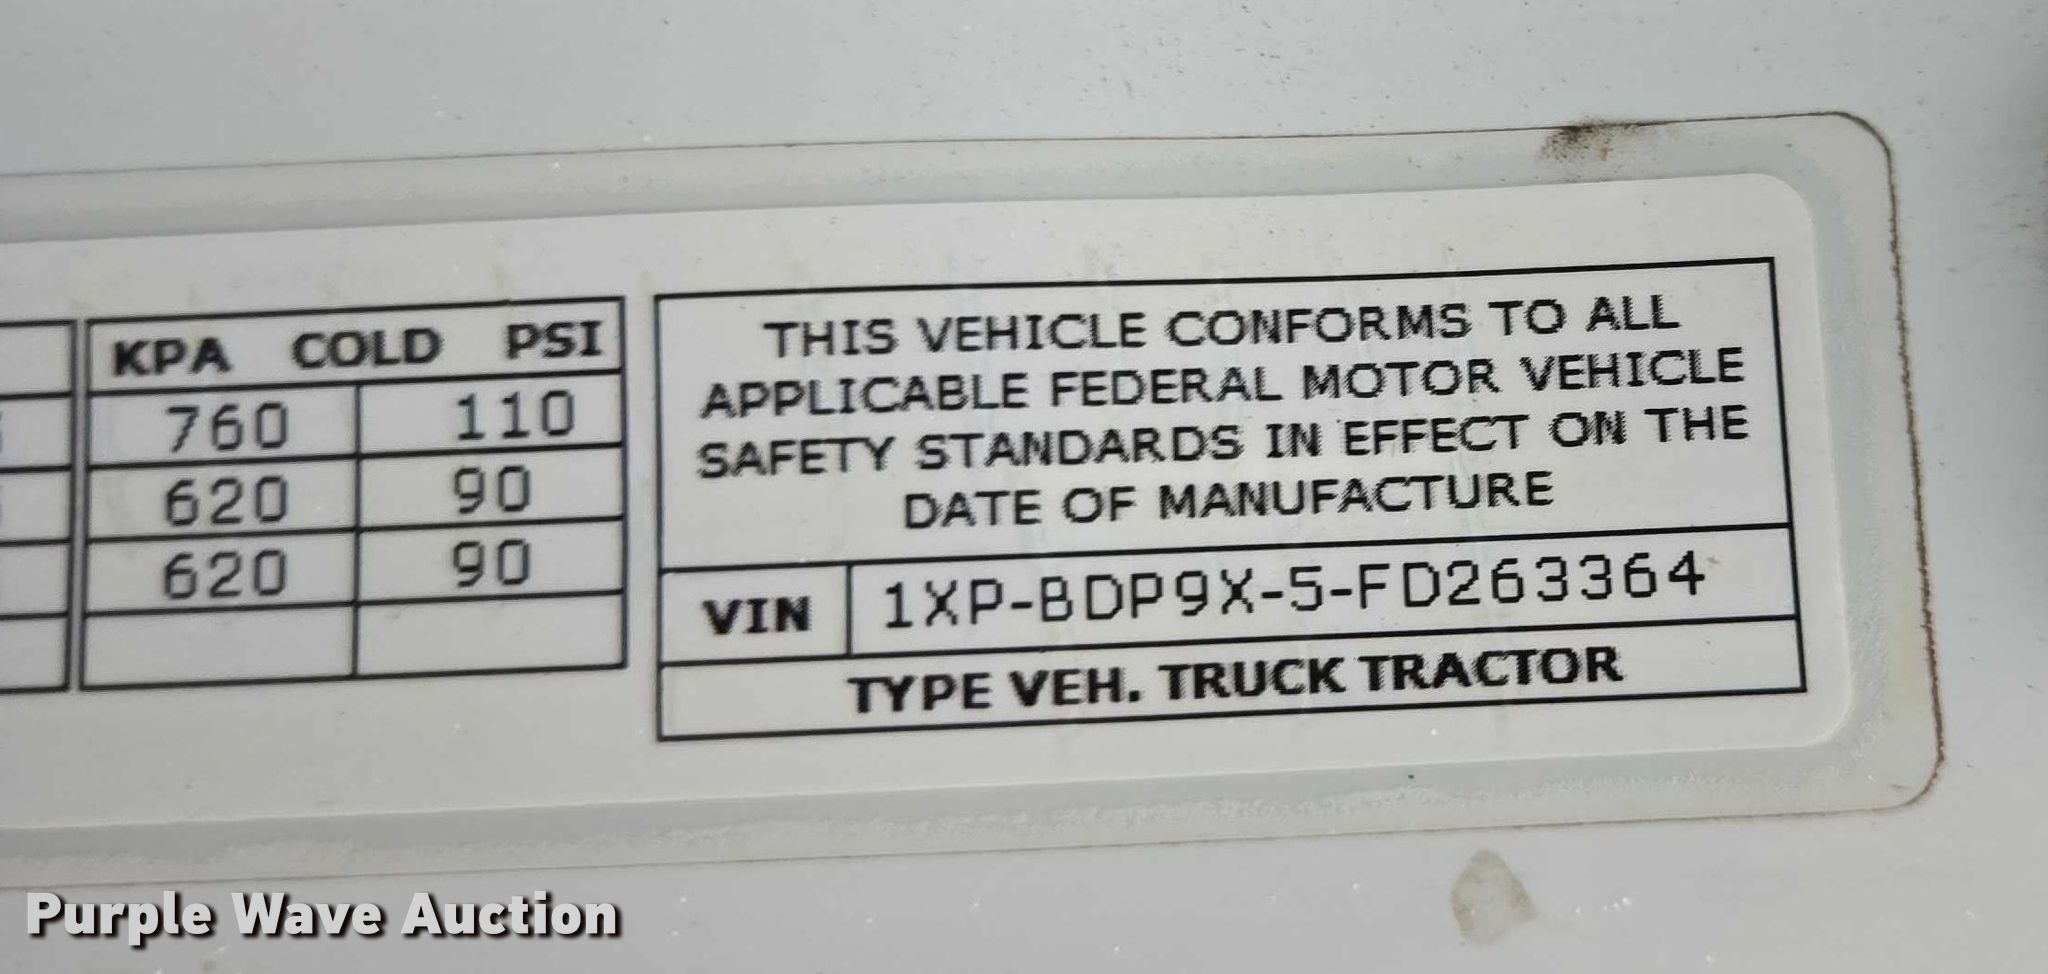 KPA COLD PSI
760 110
620 90
620 90
THIS VEHICLE CONFORMS TO ALL
APPLICABLE FEDERAL MOTOR VEHICLE
SAFETY STANDARDS IN EFFECT ON THE
DATE OF MANUFACTURE
VIN 1XP-BDP9X-5-FD263364
TYPE VEH. TRUCK TRACTOR
Purple Wave Auction